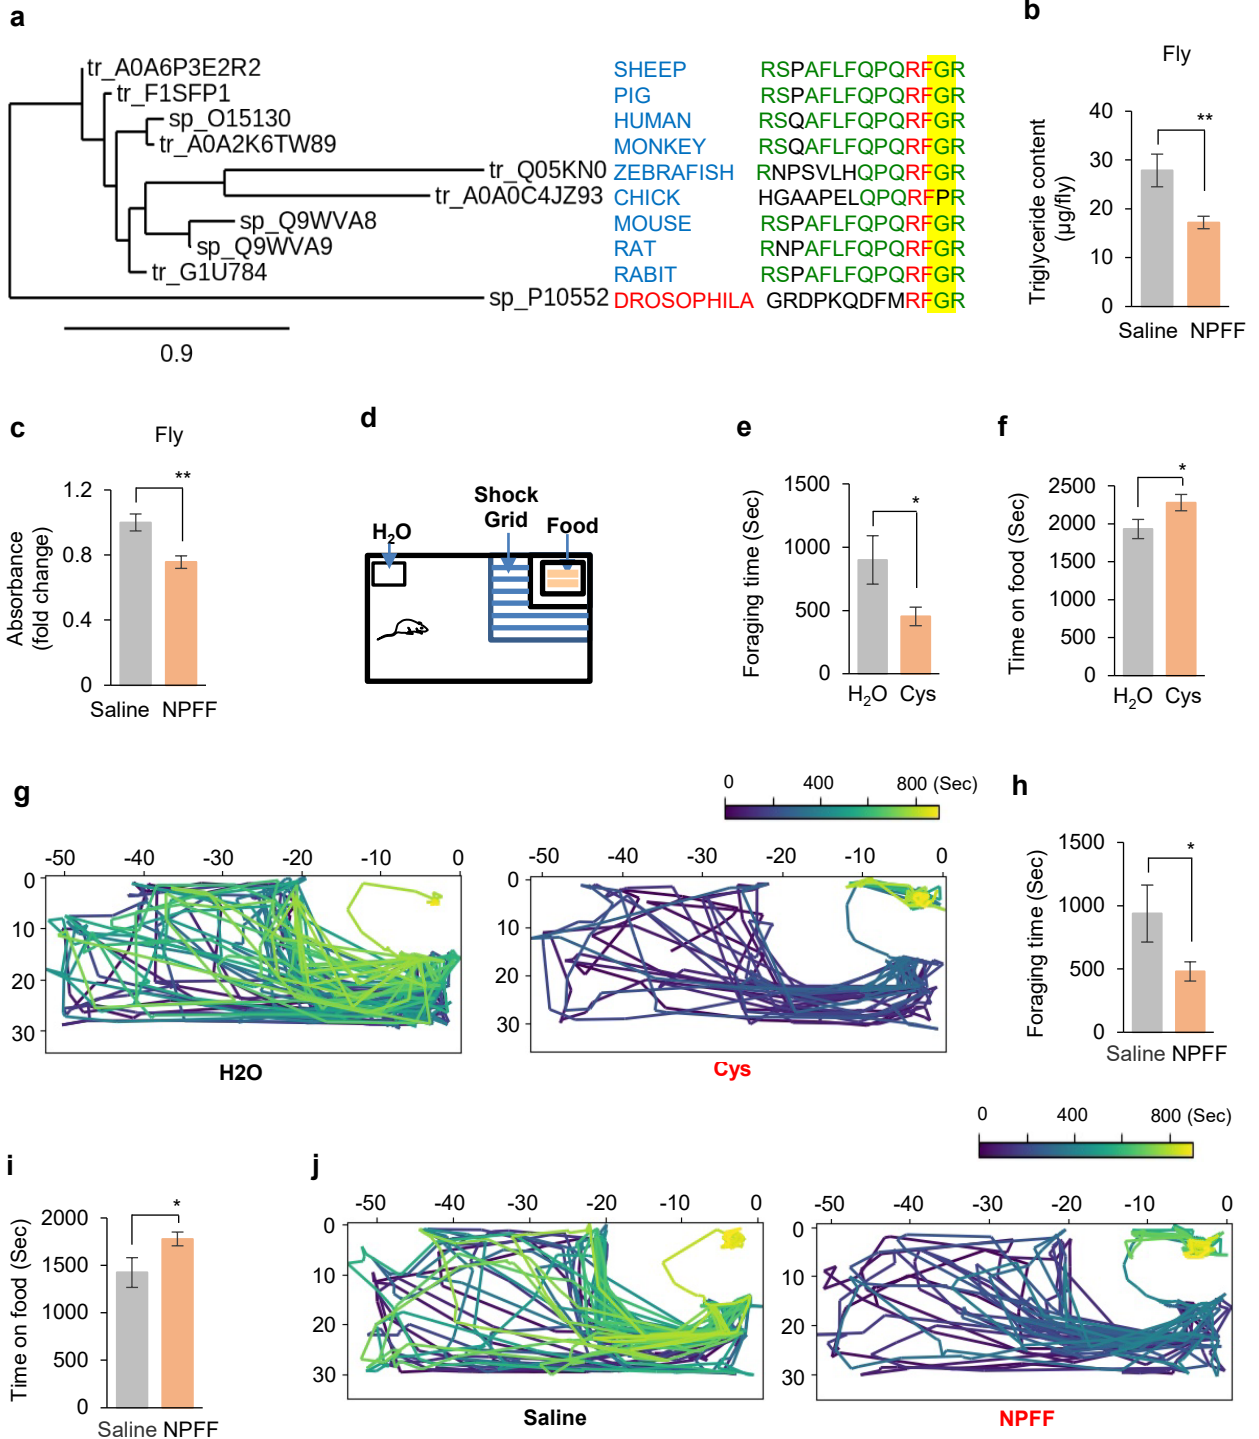 a
tr_A0A6P3E2R2 SHEEP RSPAFLFQPQRFGR
tr_F1SFP1 PIG RSPAFLFQPQRFGR
sp_O15130 HUMAN RSQAFLFQPQRFGR
tr_A0A2K6TW89 MONKEY RSQAFLFQPQRFGR
tr_Q05KN0 ZEBRAFISH RNPSVLHQPQRFGR
tr_A0A0C4JZ93 CHICK HGAAPELQPQRFPR
sp_Q9WVA8 MOUSE RSPAFLFQPQRFGR
sp_Q9WVA9 RAT RNPAFLFQPQRFGR
tr_G1U784 RABIT RSPAFLFQPQRFGR
sp_P10552 DROSOPHILA GRDPKQDFMRFGR
0.9
b
Fly
Triglyceride content
(µg/fly)
40
30
20
10
0
**
Saline NPFF
c
Fly
Absorbance
(fold change)
1.2
0.8
0.4
0
**
Saline NPFF
d
H2O
Shock
Grid
Food
e
Foraging time (Sec)
1500
1000
500
0
*
H2O Cys
f
Time on food (Sec)
2500
2000
1500
1000
500
0
*
H2O Cys
g
0 400 800 (Sec)
-50 -40 -30 -20 -10 0
0
10
20
30
H2O
-50 -40 -30 -20 -10 0
0
10
20
30
Cys
h
Foraging time (Sec)
1500
1000
500
0
*
Saline NPFF
i
Time on food (Sec)
2000
1500
1000
500
0
*
Saline NPFF
j
0 400 800 (Sec)
-50 -40 -30 -20 -10 0
0
10
20
30
Saline
-50 -40 -30 -20 -10 0
0
10
20
30
NPFF